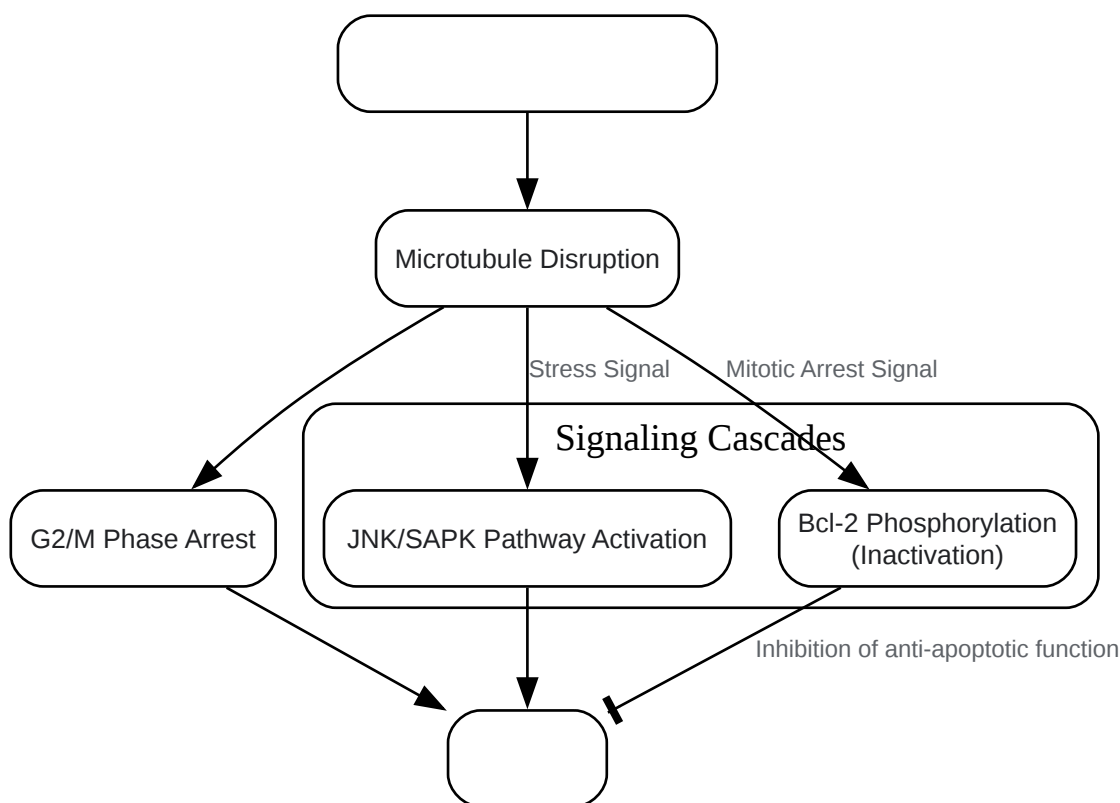 Microtubule Disruption
Stress Signal
Mitotic Arrest Signal
Signaling Cascades
G2/M Phase Arrest
JNK/SAPK Pathway Activation
Bcl-2 Phosphorylation
(Inactivation)
Inhibition of anti-apoptotic function